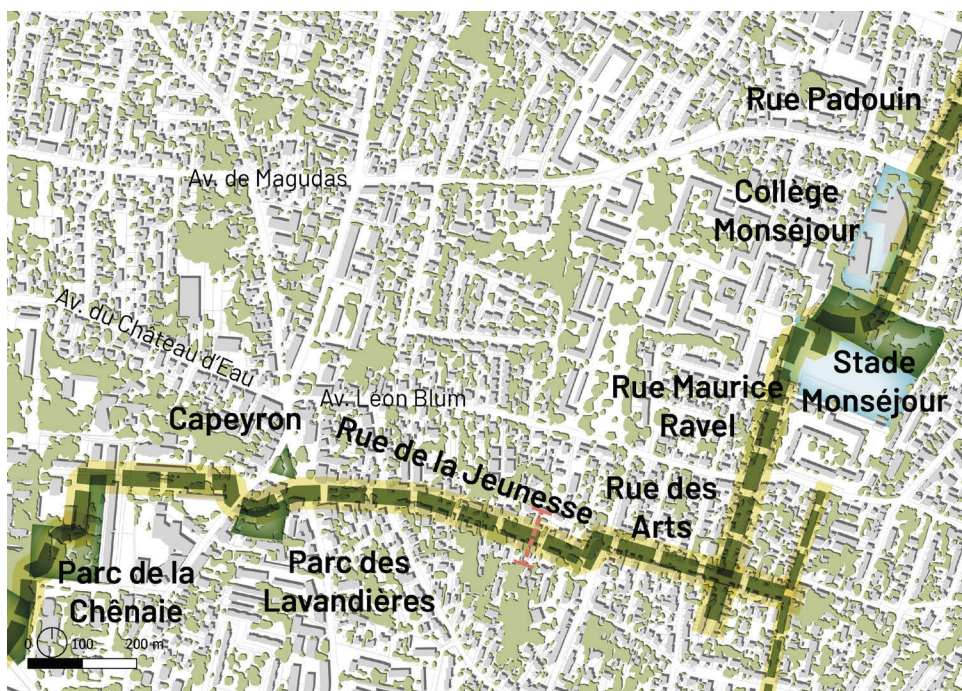 Rue Padouin
Av. de Magudas
Collège
Monséjour
Av. du Château d'Eau
Stade
Monséjour
Rue Maurice
Ravel
Av. Léon Blum
Capeyron
Rue de la Jeunesse
Rue des
Arts
Parc des
Lavandières
Parc de la
Chênaie
0 100 200 m